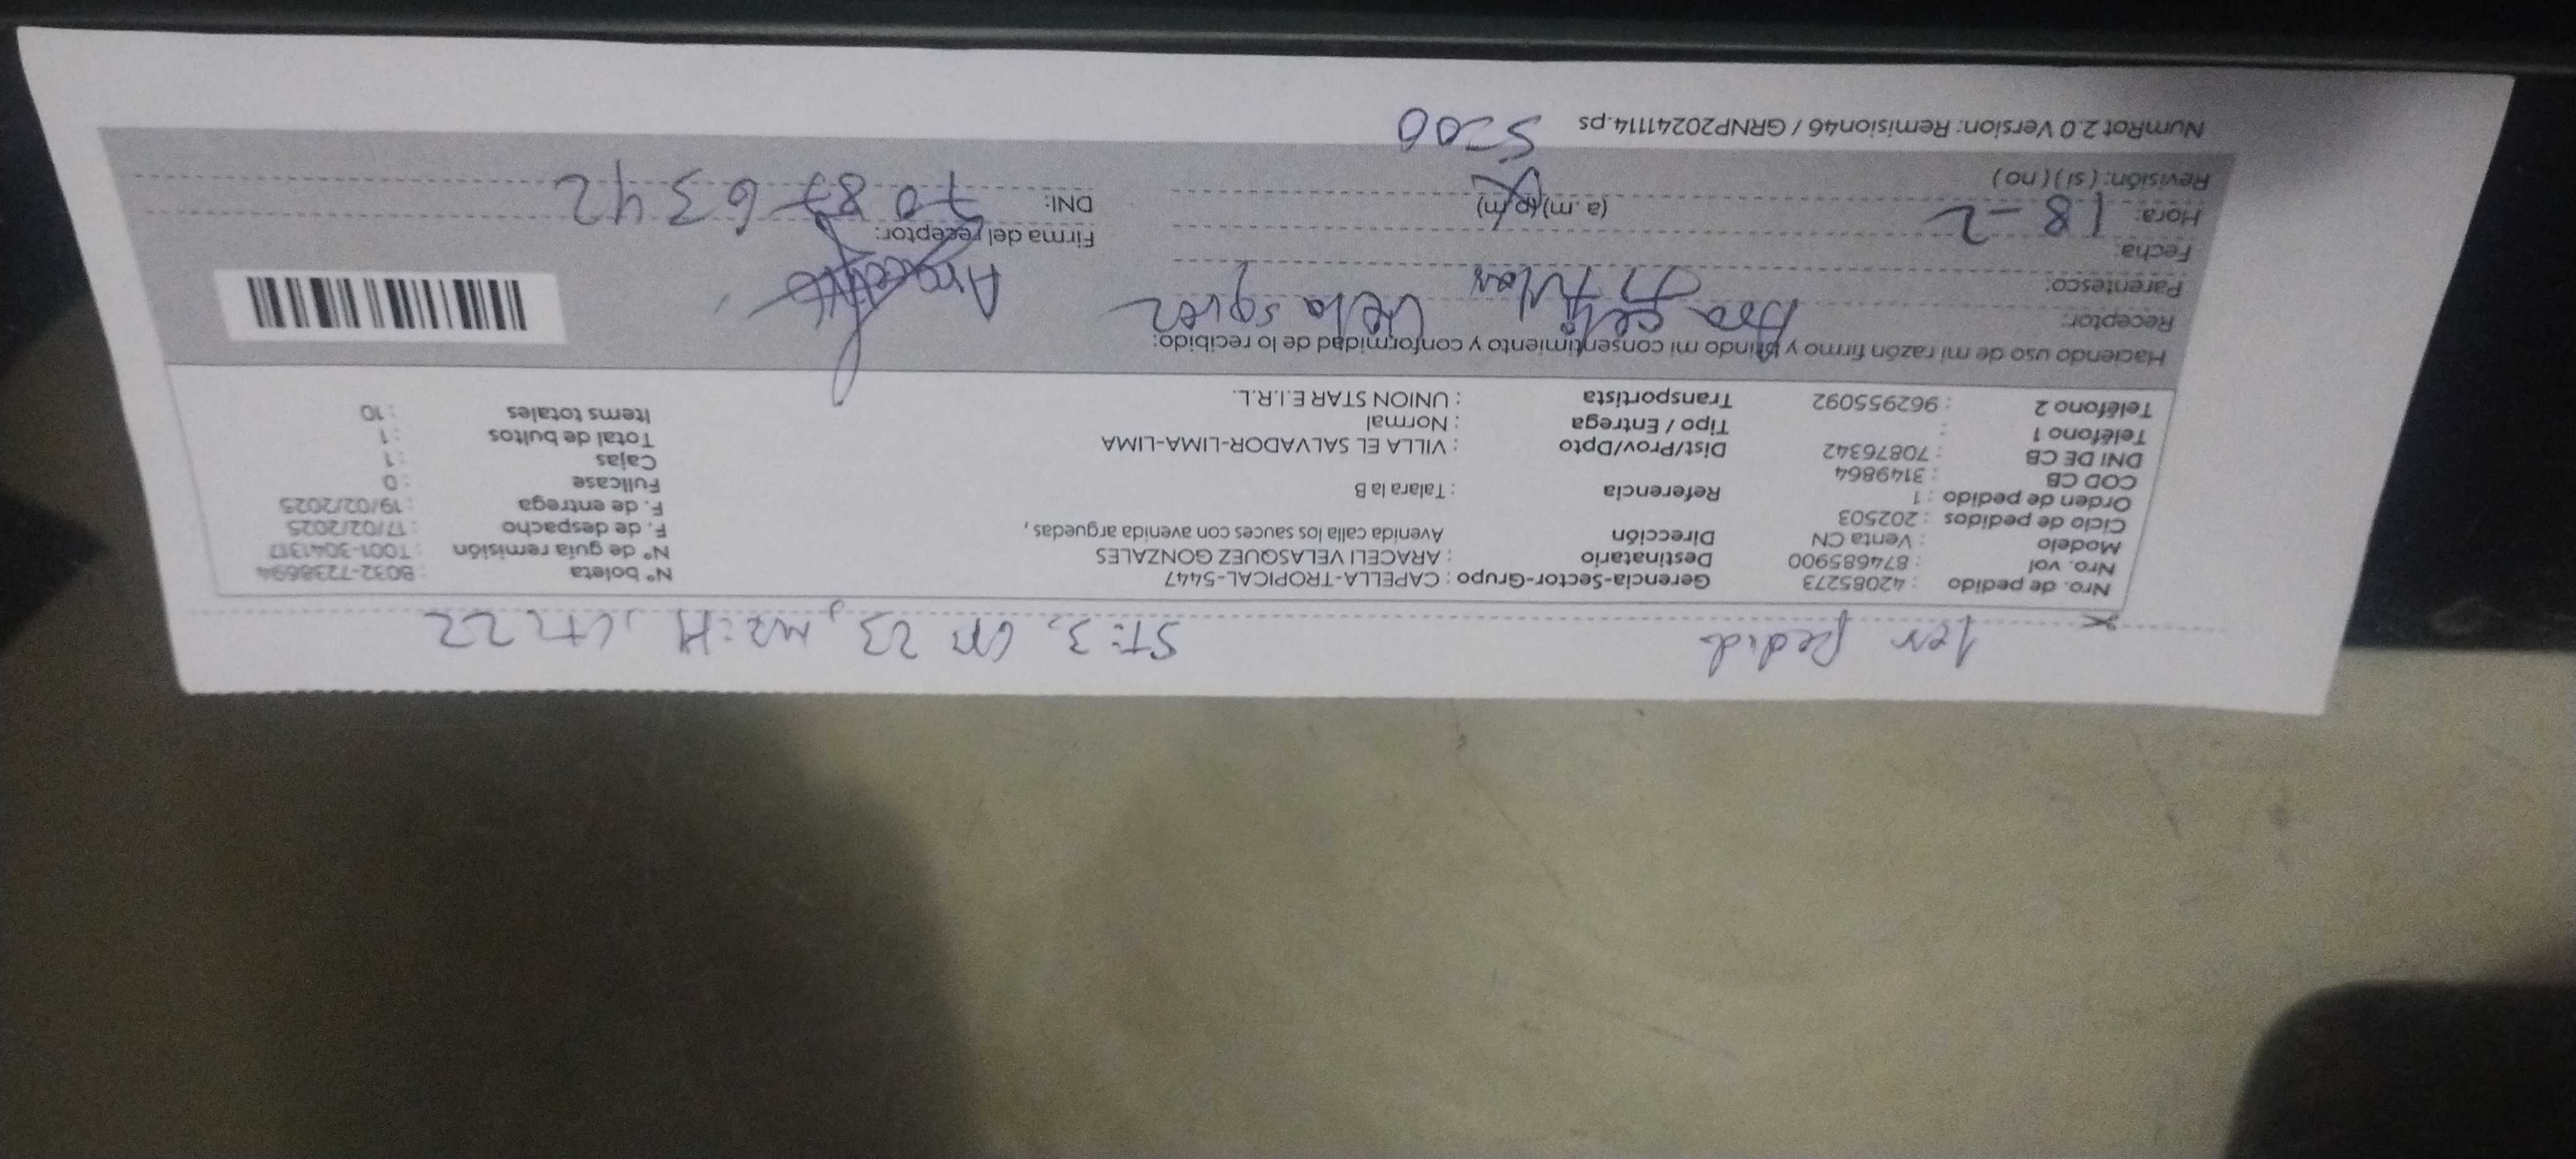 1er Pedido
ST: 3, GR 23, MZ: H, LT: 22
Nro. de pedido : 42085273
Nro. vol : 874685900
Modelo : Venta CN
Ciclo de pedidos : 202503
Orden de pedido : 1
COD CB : 3149864
DNI DE CB : 70876342
Teléfono 1 :
Teléfono 2 : 962955092
Gerencia-Sector-Grupo : CAPELLA-TROPICAL-5447
Destinatario : ARACELI VELASQUEZ GONZALES
Dirección Avenida calla los sauces con avenida arguedas,
Referencia : Talara la B
Dist/Prov/Dpto : VILLA EL SALVADOR-LIMA-LIMA
Tipo / Entrega : Normal
Transportista : UNION STAR E.I.R.L.
N° boleta : B032-7238694
N° de guía remisión : T001-3041317
F. de despacho : 17/02/2025
F. de entrega : 19/02/2025
Fullcase : 0
Cajas : 1
Total de bultos : 1
Items totales : 10
Haciendo uso de mi razón firmo y brindo mi consentimiento y conformidad de lo recibido:
Receptor: Araceli Velasquez
Parentesco: Titular
Fecha: 18-2
Hora: (a.m) (p.m) 5:00
Revisión: (si) (no)
Firma del receptor:
DNI: 70876342
NumRot 2.0 Version: Remision46 / GRNP20241114.ps